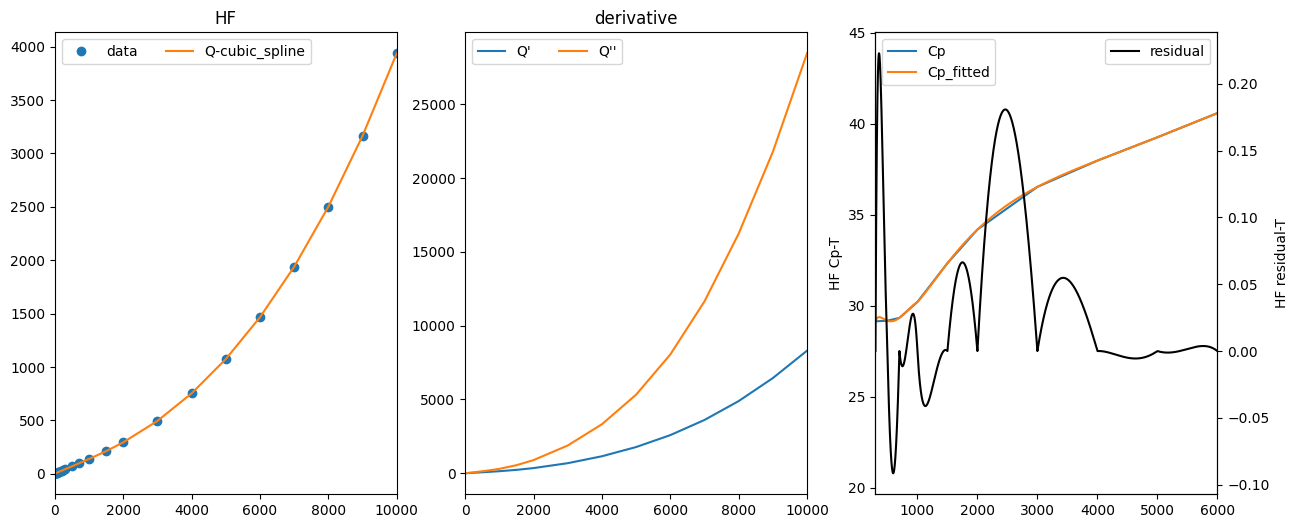 HF
data
Q-cubic_spline
4000
3500
3000
2500
2000
1500
1000
500
0
0 2000 4000 6000 8000 10000
derivative
Q'
Q''
25000
20000
15000
10000
5000
0
0 2000 4000 6000 8000 10000
Cp
Cp_fitted
residual
HF Cp-T
45
40
35
30
25
20
1000 2000 3000 4000 5000 6000
0.20
0.15
0.10
0.05
0.00
-0.05
-0.10
HF residual-T